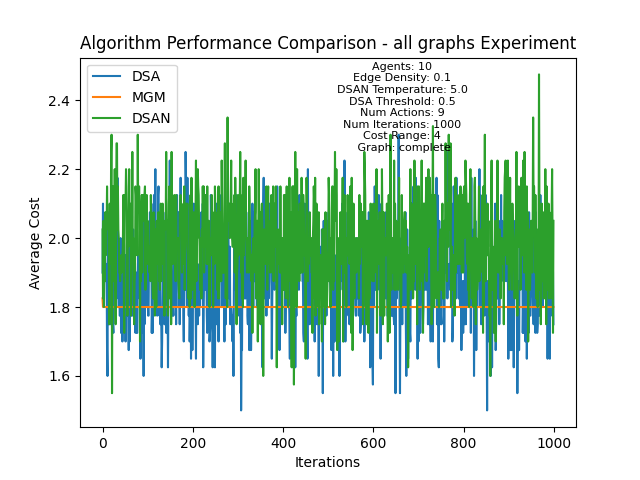 Algorithm Performance Comparison - all graphs Experiment
DSA
MGM
DSAN
Agents: 10
Edge Density: 0.1
DSAN Temperature: 5.0
DSA Threshold: 0.5
Num Actions: 9
Num Iterations: 1000
Cost Range: 4
Graph: complete
Average Cost
2.4
2.2
2.0
1.8
1.6
0
200
400
600
800
1000
Iterations